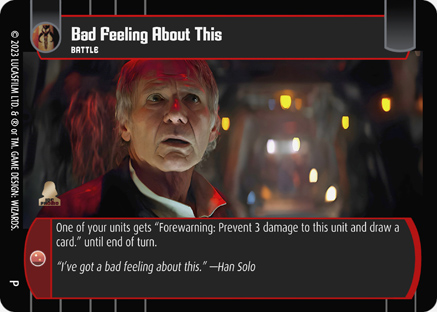 Bad Feeling About This
BATTLE
© 2023 LUCASFILM LTD. & ® or TM. GAME DESIGN: WIZARDS.
One of your units gets "Forewarning: Prevent 3 damage to this unit and draw a
card." until end of turn.
"I've got a bad feeling about this." —Han Solo
P